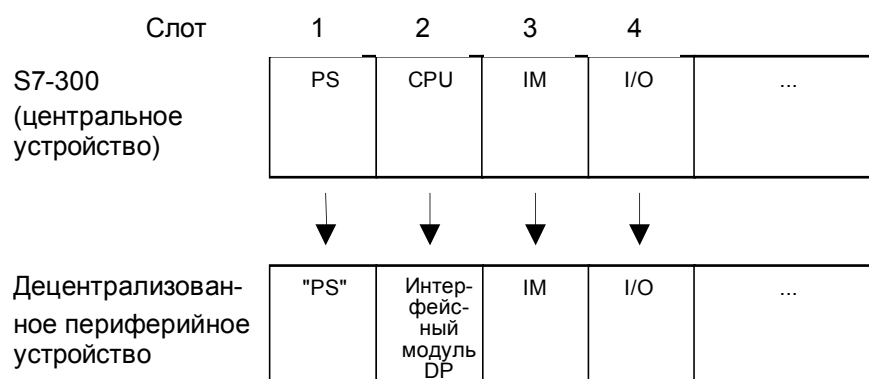 Слот 1 2 3 4
S7-300 PS CPU IM I/O ...
(центральное
устройство)
Децентрализован- "PS" Интер- IM I/O ...
фейс-
ное периферийное ный
устройство модуль
DP